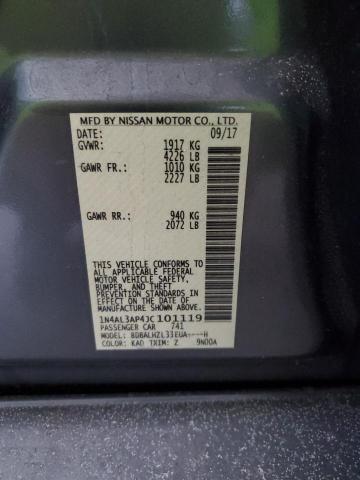 MFD BY NISSAN MOTOR CO., LTD.
DATE: 09/17
GVWR: 1917 KG
4226 LB
GAWR FR.: 1010 KG
2227 LB
GAWR RR.: 940 KG
2072 LB
THIS VEHICLE CONFORMS TO ALL
APPLICABLE FEDERAL MOTOR VEHICLE SAFETY,
BUMPER, AND THEFT
PREVENTION STANDARDS IN
EFFECT ON THE DATE OF
MANUFACTURE SHOWN ABOVE.
1N4AL3AP4JC101119
PASSENGER CAR 741
MODEL: BDBALHZL33EUA----H
COLOR: KAD TRIM: Z 9N00A